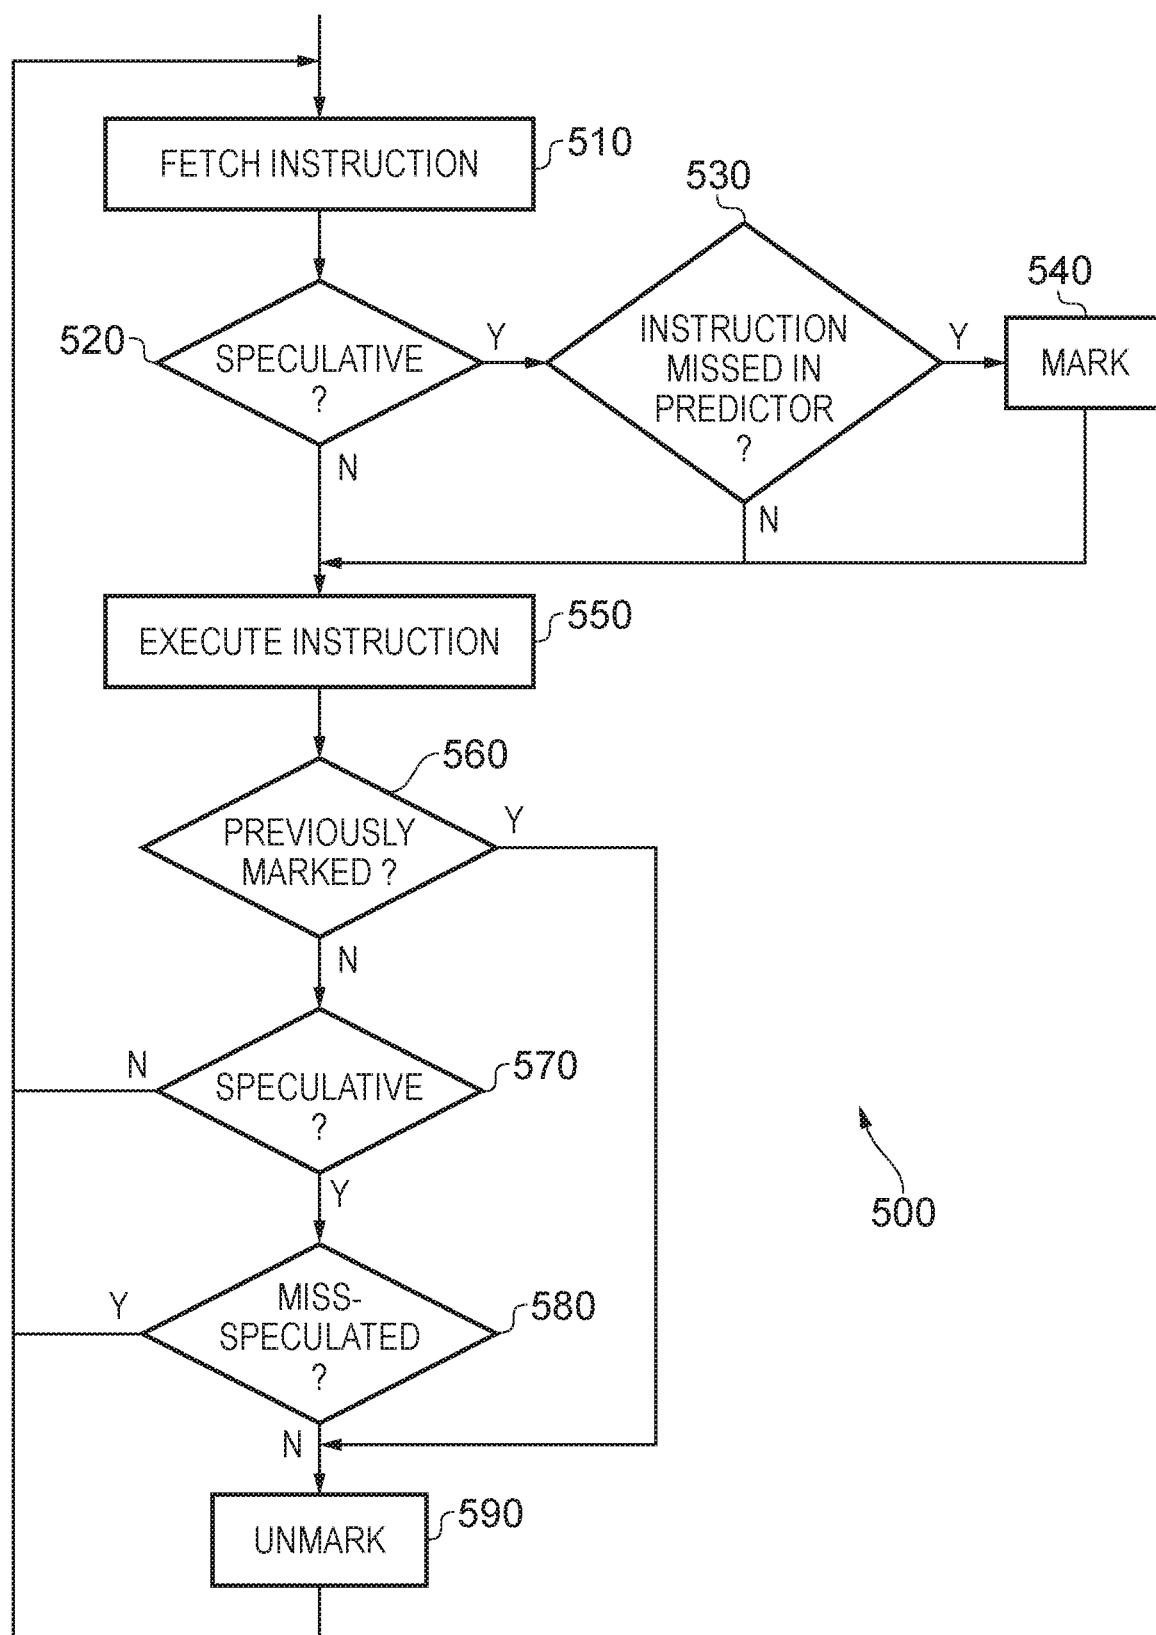 FETCH INSTRUCTION
510
530
540
520
SPECULATIVE
?
Y
INSTRUCTION
MISSED IN
PREDICTOR
?
Y
MARK
N
N
EXECUTE INSTRUCTION
550
560
PREVIOUSLY
MARKED ?
Y
N
N
SPECULATIVE
?
570
Y
500
Y
MISS-
SPECULATED
?
580
N
UNMARK
590